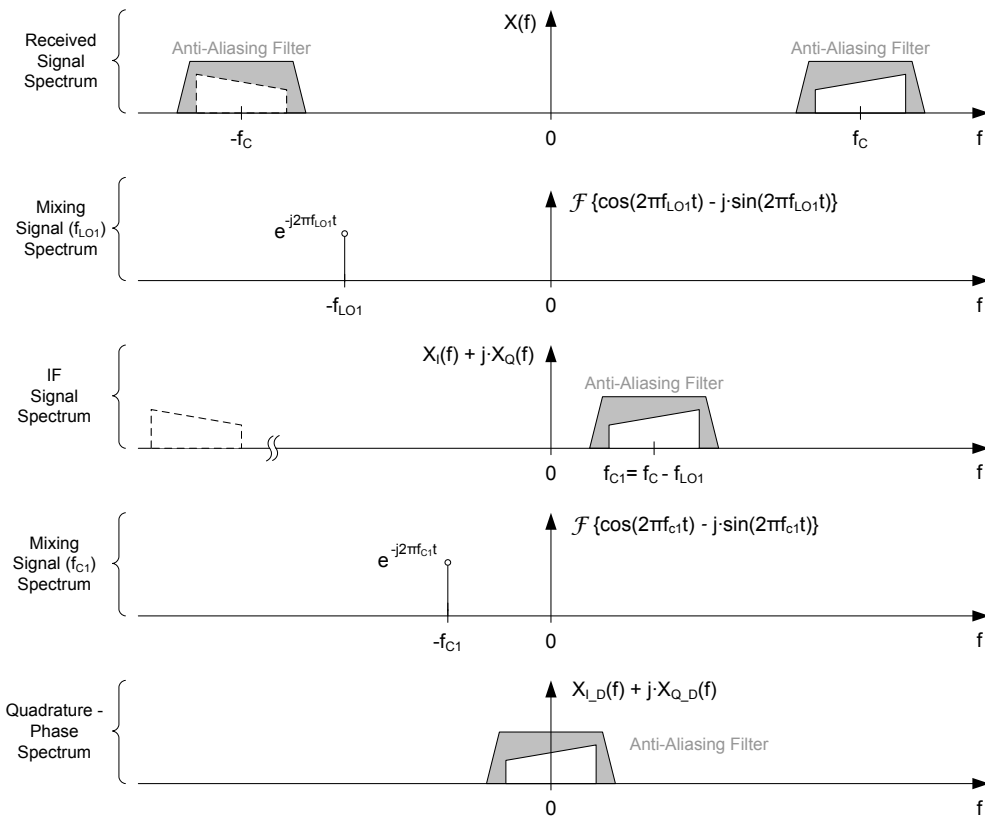 Received
Signal
Spectrum
X(f)
Anti-Aliasing Filter
Anti-Aliasing Filter
-f_C
0
f_C
f
Mixing
Signal (f_LO1)
Spectrum
ℱ {cos(2πf_LO1t) - j·sin(2πf_LO1t)}
e^-j2πf_LO1t
-f_LO1
0
f
IF
Signal
Spectrum
X_I(f) + j·X_Q(f)
Anti-Aliasing Filter
0
f_C1 = f_C - f_LO1
f
Mixing
Signal (f_C1)
Spectrum
ℱ {cos(2πf_c1t) - j·sin(2πf_c1t)}
e^-j2πf_C1t
-f_C1
0
f
Quadrature -
Phase
Spectrum
X_I_D(f) + j·X_Q_D(f)
Anti-Aliasing Filter
0
f